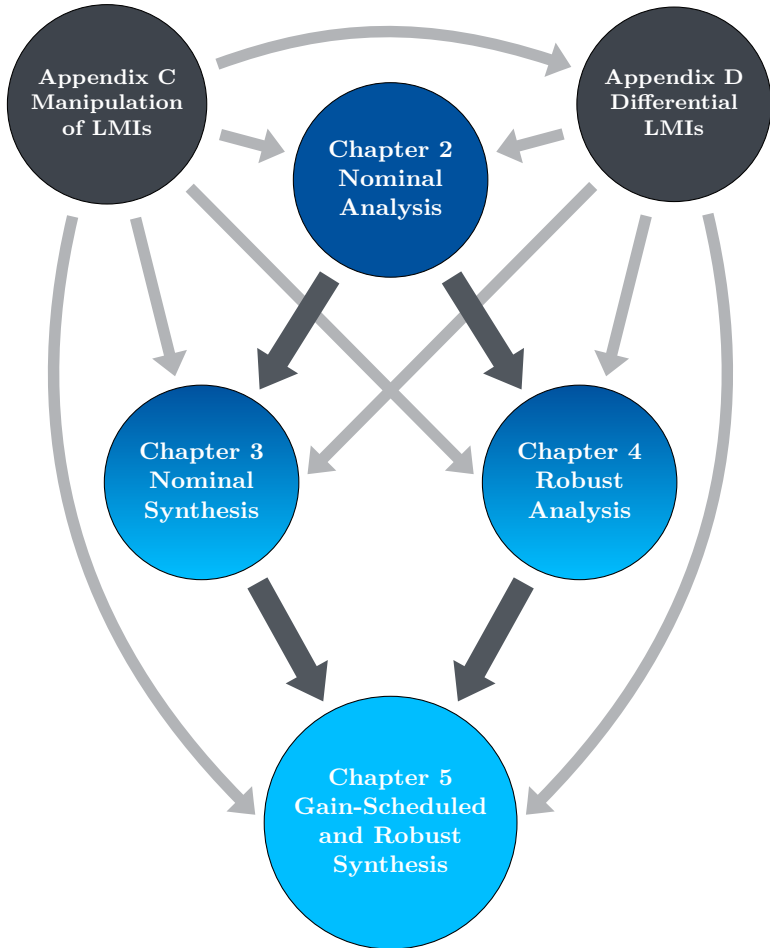 Appendix C
Manipulation
of LMIs
Appendix D
Differential
LMIs
Chapter 2
Nominal
Analysis
Chapter 3
Nominal
Synthesis
Chapter 4
Robust
Analysis
Chapter 5
Gain-Scheduled
and Robust
Synthesis